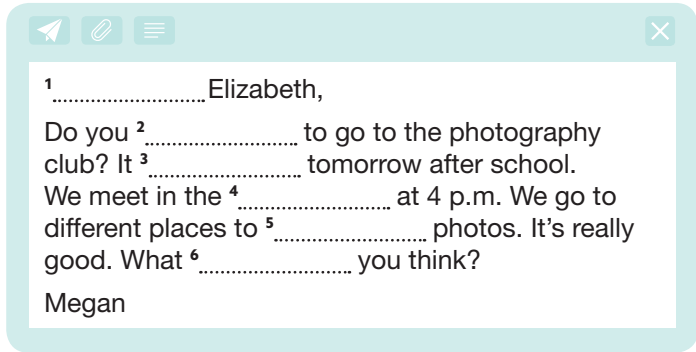 1 ...................... Elizabeth,
Do you 2 ...................... to go to the photography
club? It 3 ...................... tomorrow after school.
We meet in the 4 ...................... at 4 p.m. We go to
different places to 5 ...................... photos. It's really
good. What 6 ...................... you think?
Megan